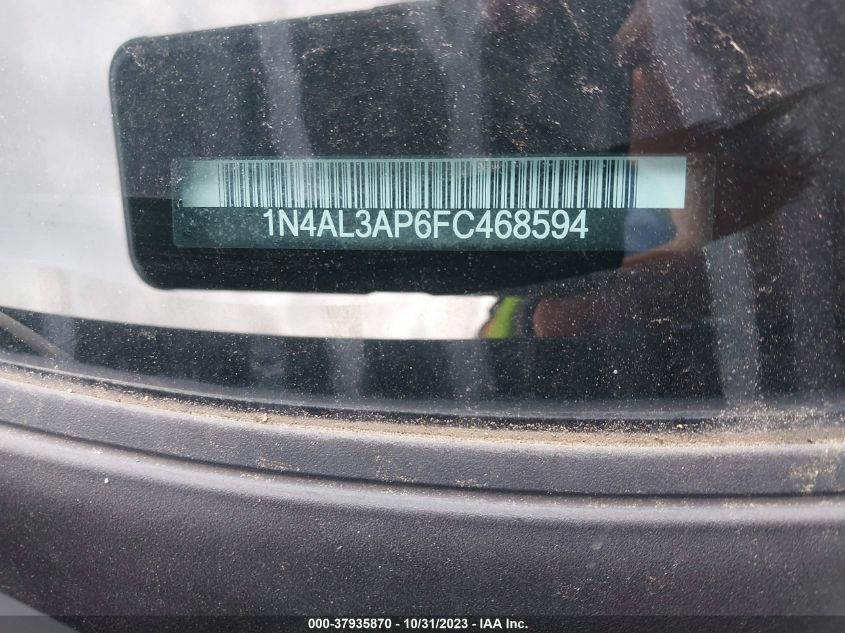 1N4AL3AP6FC468594
000-37935870 | 10/31/2023 - IAA Inc.